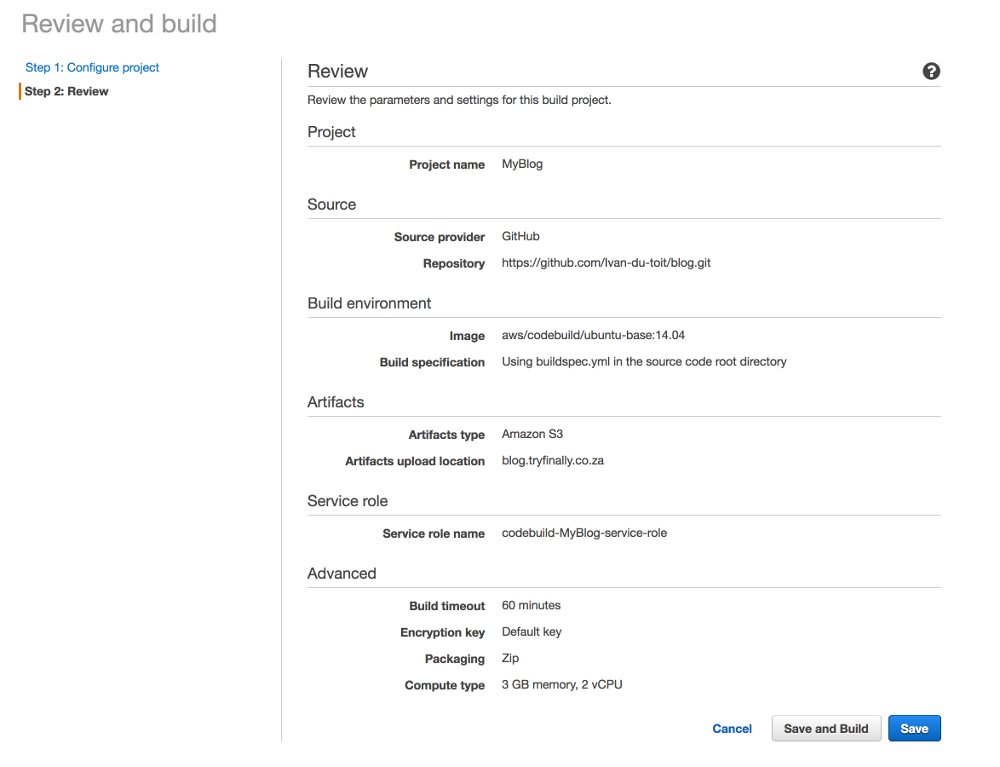 Review and build
Step 1: Configure project
Step 2: Review
Review
?
Review the parameters and settings for this build project.
Project
Project name MyBlog
Source
Source provider GitHub
Repository https://github.com/Ivan-du-toit/blog.git
Build environment
Image aws/codebuild/ubuntu-base:14.04
Build specification Using buildspec.yml in the source code root directory
Artifacts
Artifacts type Amazon S3
Artifacts upload location blog.tryfinally.co.za
Service role
Service role name codebuild-MyBlog-service-role
Advanced
Build timeout 60 minutes
Encryption key Default key
Packaging Zip
Compute type 3 GB memory, 2 vCPU
Cancel Save and Build Save